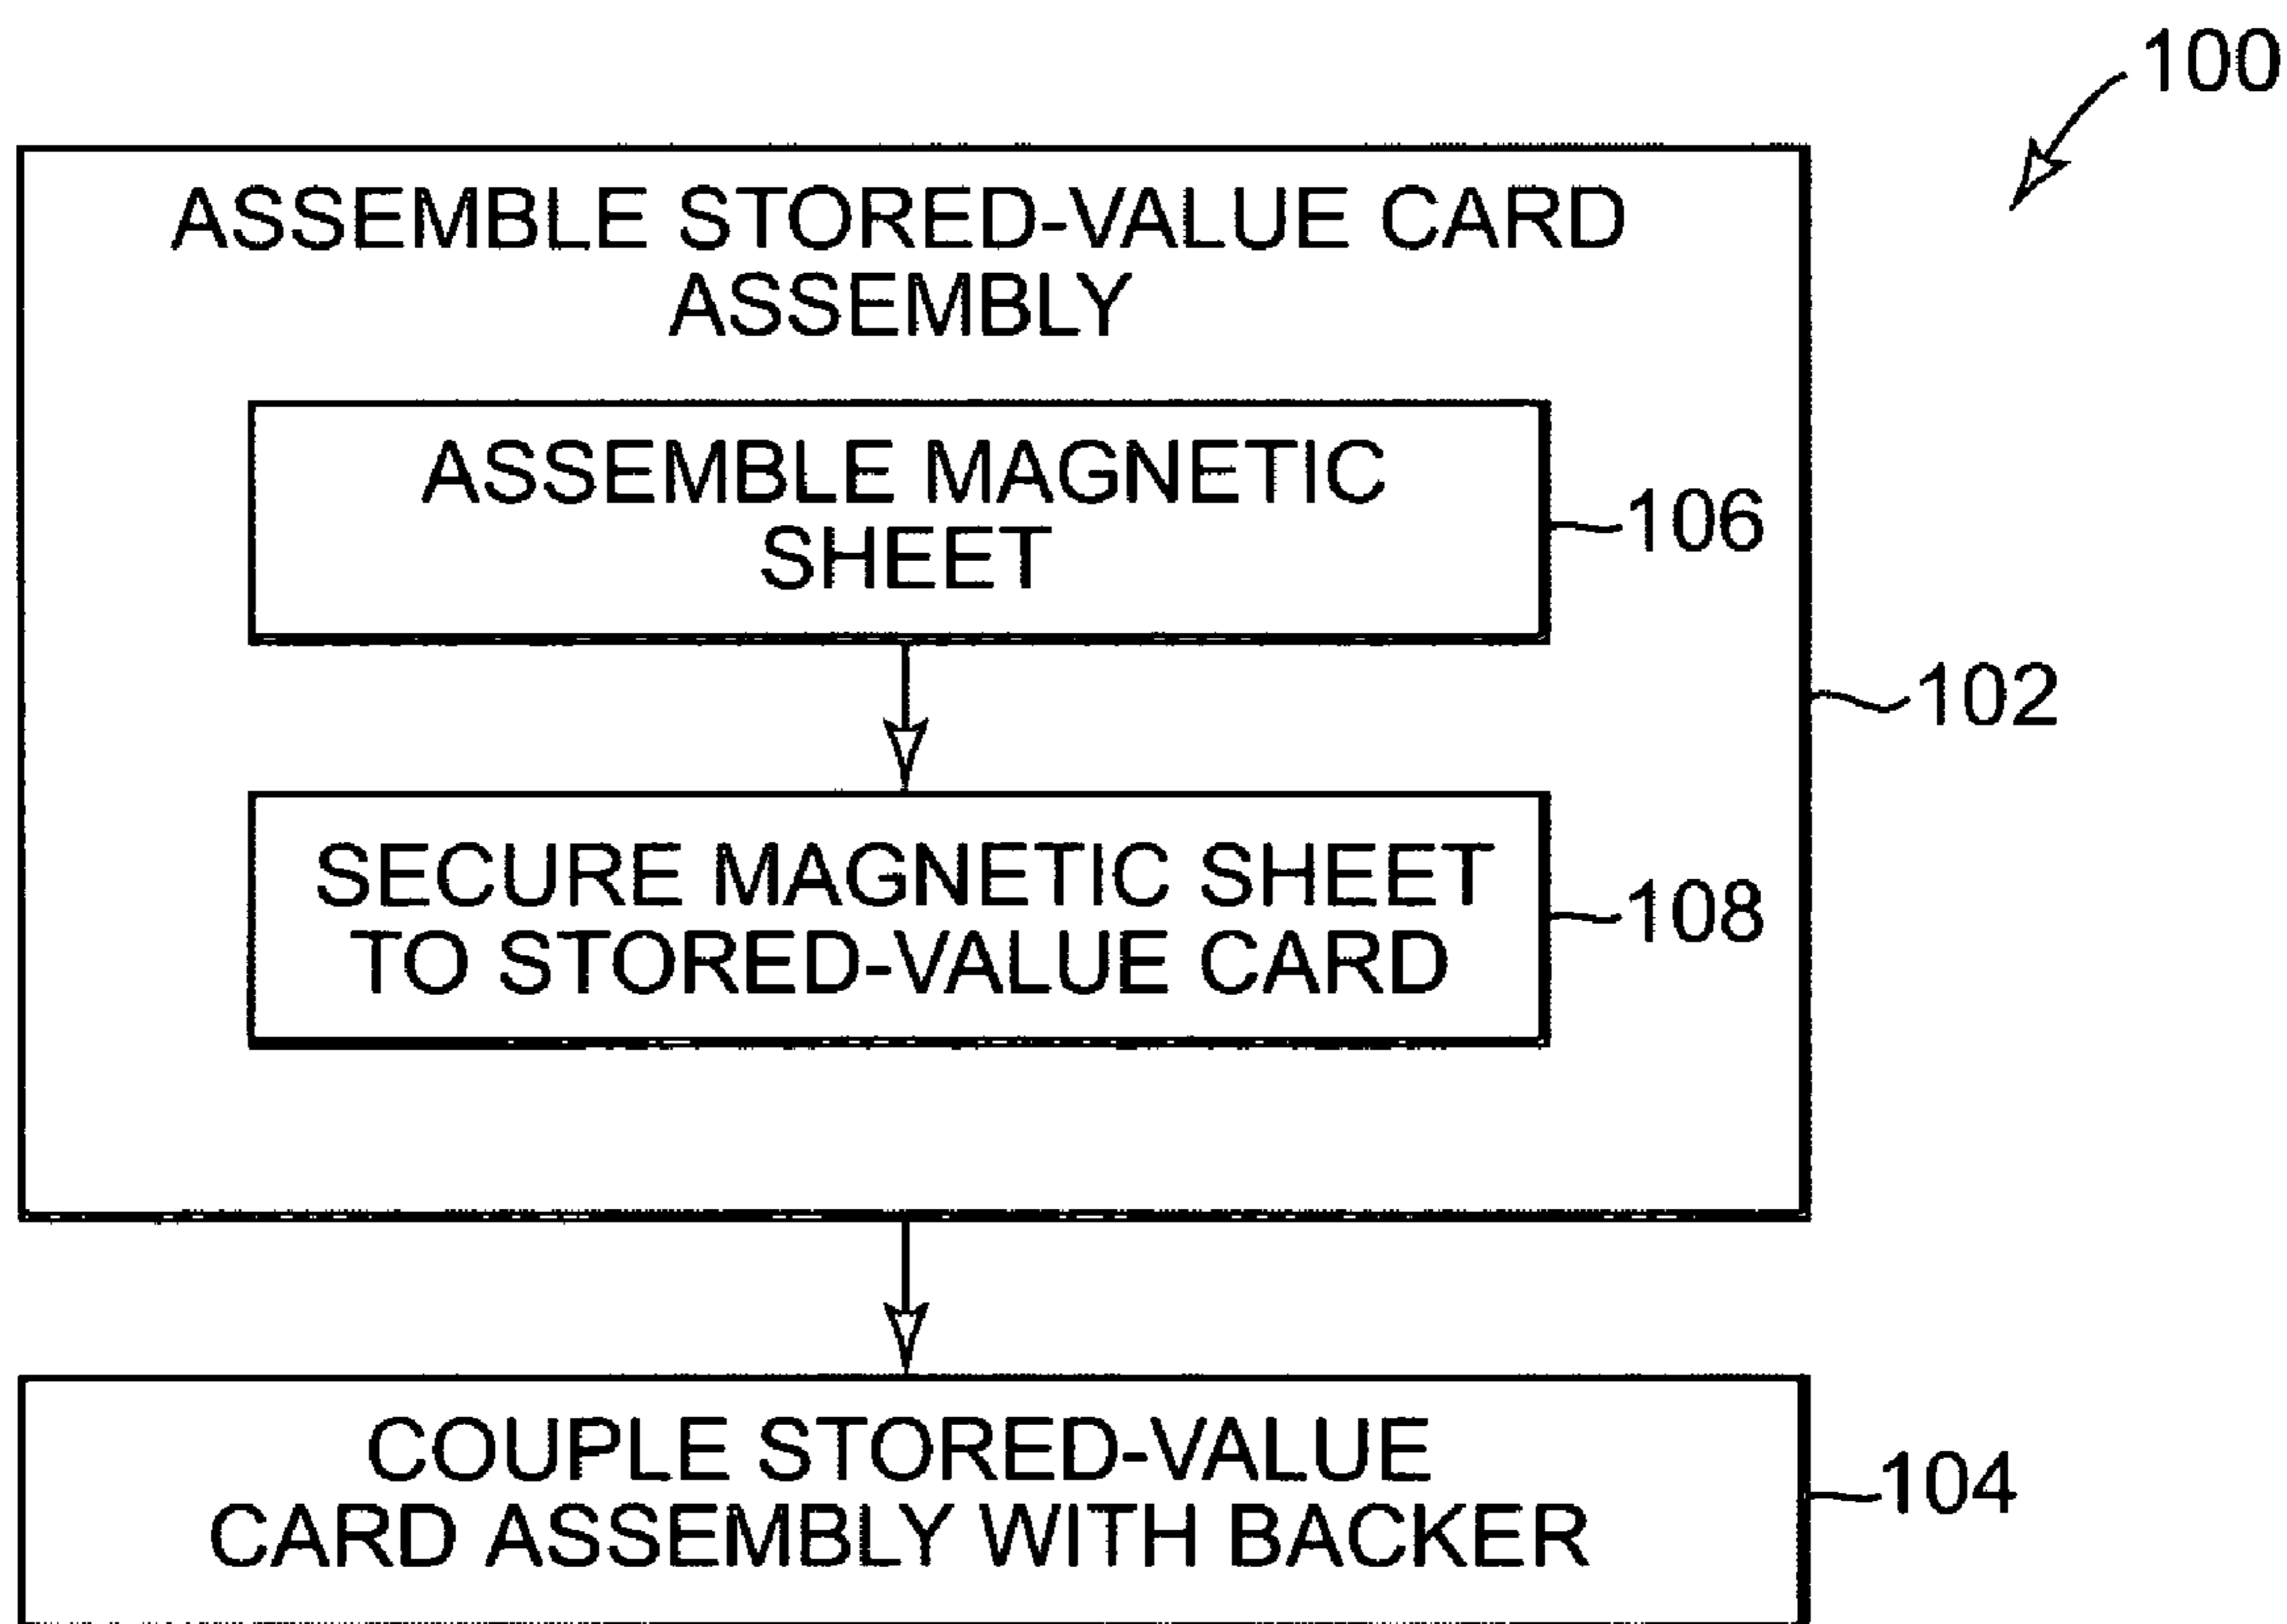 100
ASSEMBLE STORED-VALUE CARD
ASSEMBLY
ASSEMBLE MAGNETIC
SHEET
106
102
SECURE MAGNETIC SHEET
TO STORED-VALUE CARD
108
COUPLE STORED-VALUE
CARD ASSEMBLY WITH BACKER
104